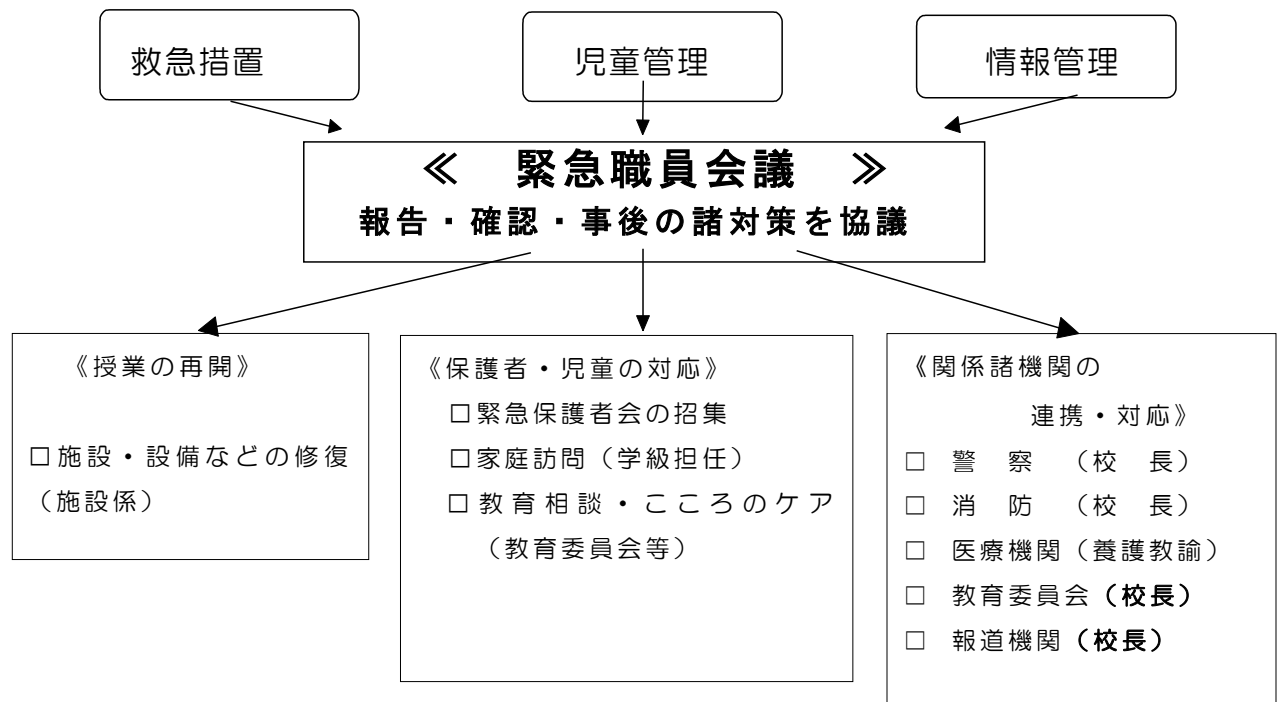 救急措置
児童管理
情報管理
≪　緊急職員会議　≫
報告・確認・事後の諸対策を協議
《授業の再開》
□施設・設備などの修復
（施設係）
《保護者・児童の対応》
□緊急保護者会の招集
□家庭訪問（学級担任）
□教育相談・こころのケア
（教育委員会等）
《関係諸機関の
連携・対応》
□　警　察　（校　長）
□　消　防　（校　長）
□　医療機関（養護教諭）
□　教育委員会（校長）
□　報道機関（校長）